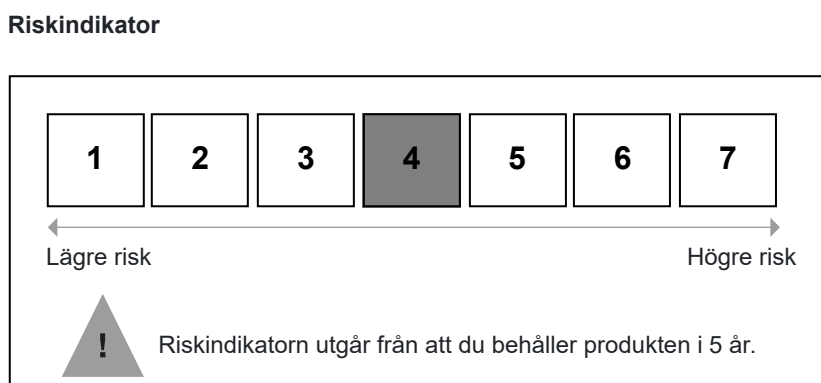 Riskindikator
1 2 3 4 5 6 7
Lägre risk Högre risk
! Riskindikatorn utgår från att du behåller produkten i 5 år.